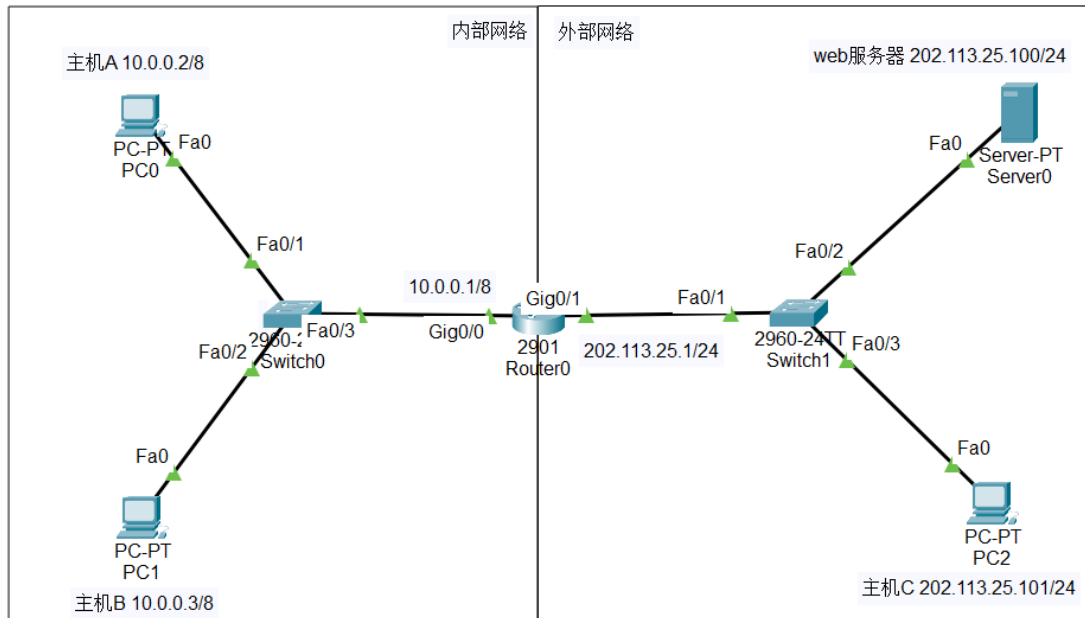 内部网络
外部网络
主机A 10.0.0.2/8
web服务器 202.113.25.100/24
Fa0
PC-PT
PC0
Fa0
Server-PT
Server0
Fa0/1
Fa0/2
10.0.0.1/8
Gig0/1
Fa0/1
Fa0/3
Gig0/0
2960-2
Switch0
2901
Router0
202.113.25.1/24
2960-24TT
Switch1
Fa0/2
Fa0/3
Fa0
Fa0
PC-PT
PC1
PC-PT
PC2
主机B 10.0.0.3/8
主机C 202.113.25.101/24